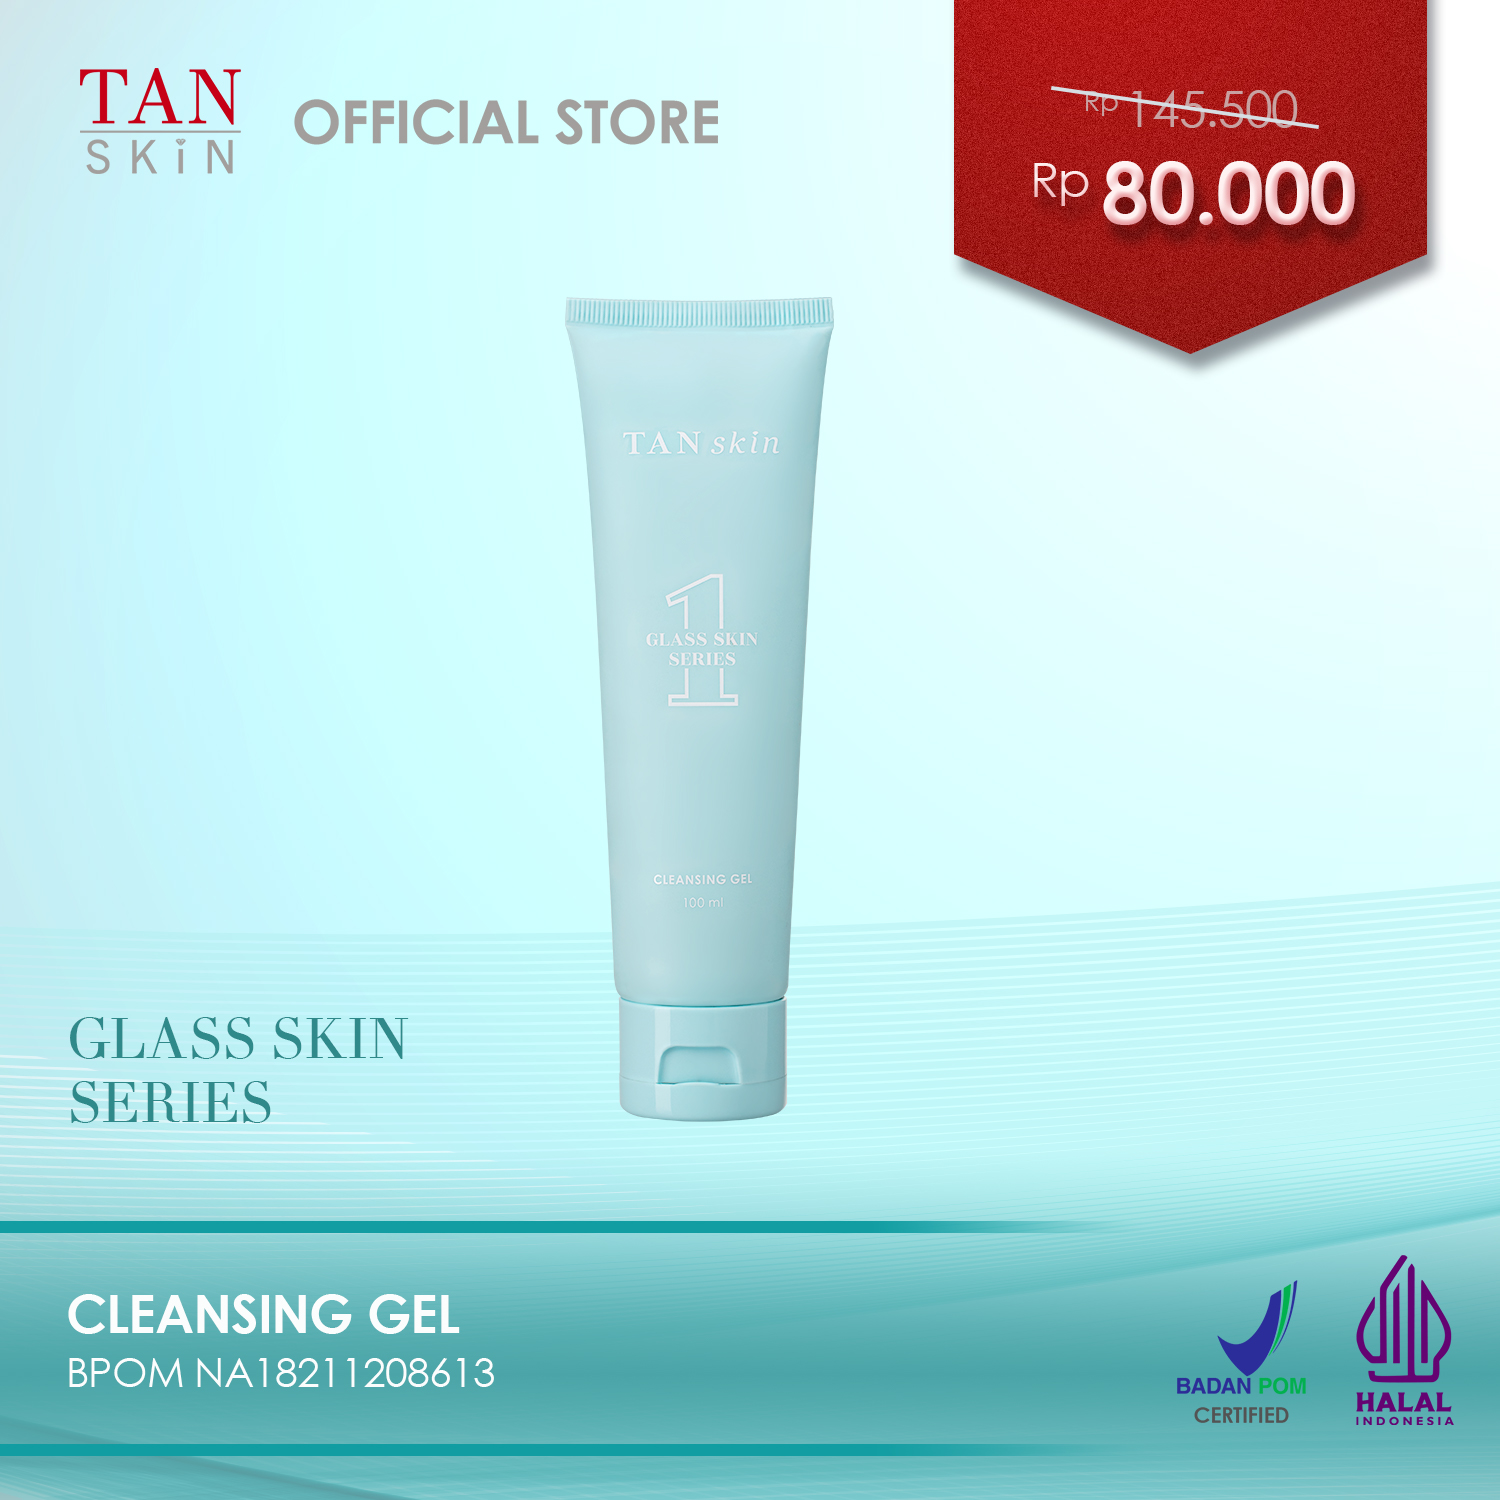 TAN
SKiN
OFFICIAL STORE
Rp 145.500
Rp 80.000
TAN skin
1
GLASS SKIN
SERIES
CLEANSING GEL
100 ml
GLASS SKIN
SERIES
CLEANSING GEL
BPOM NA18211208613
BADAN POM
CERTIFIED
HALAL
INDONESIA